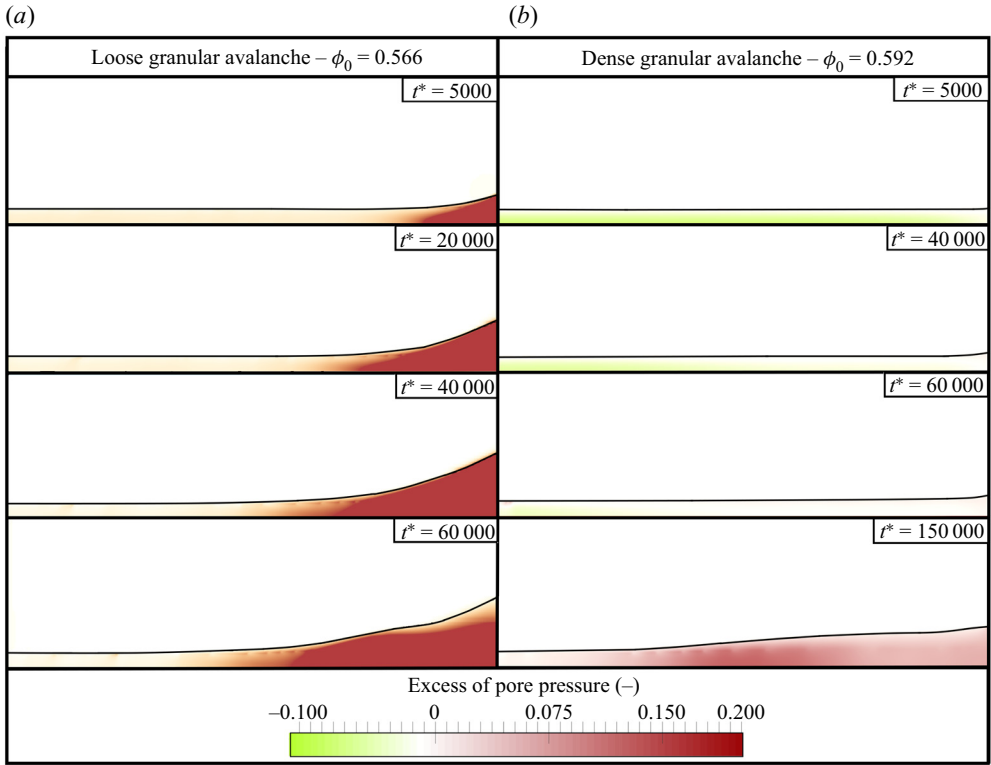 (a)
(b)
Loose granular avalanche – ϕ0 = 0.566
Dense granular avalanche – ϕ0 = 0.592
t* = 5000
t* = 5000
t* = 20 000
t* = 40 000
t* = 40 000
t* = 60 000
t* = 60 000
t* = 150 000
Excess of pore pressure (–)
–0.100 0 0.075 0.150 0.200